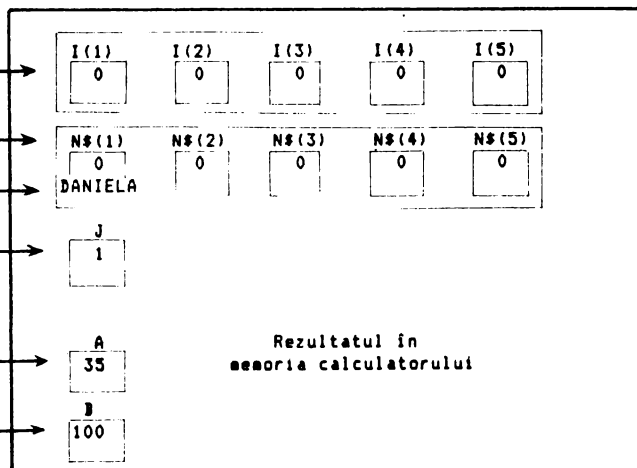 I(1) I(2) I(3) I(4) I(5)
0 0 0 0 0
N$(1) N$(2) N$(3) N$(4) N$(5)
0 0 0 0 0
DANIELA
J
1
A
35
Rezultatul în
memoria calculatorului
B
100